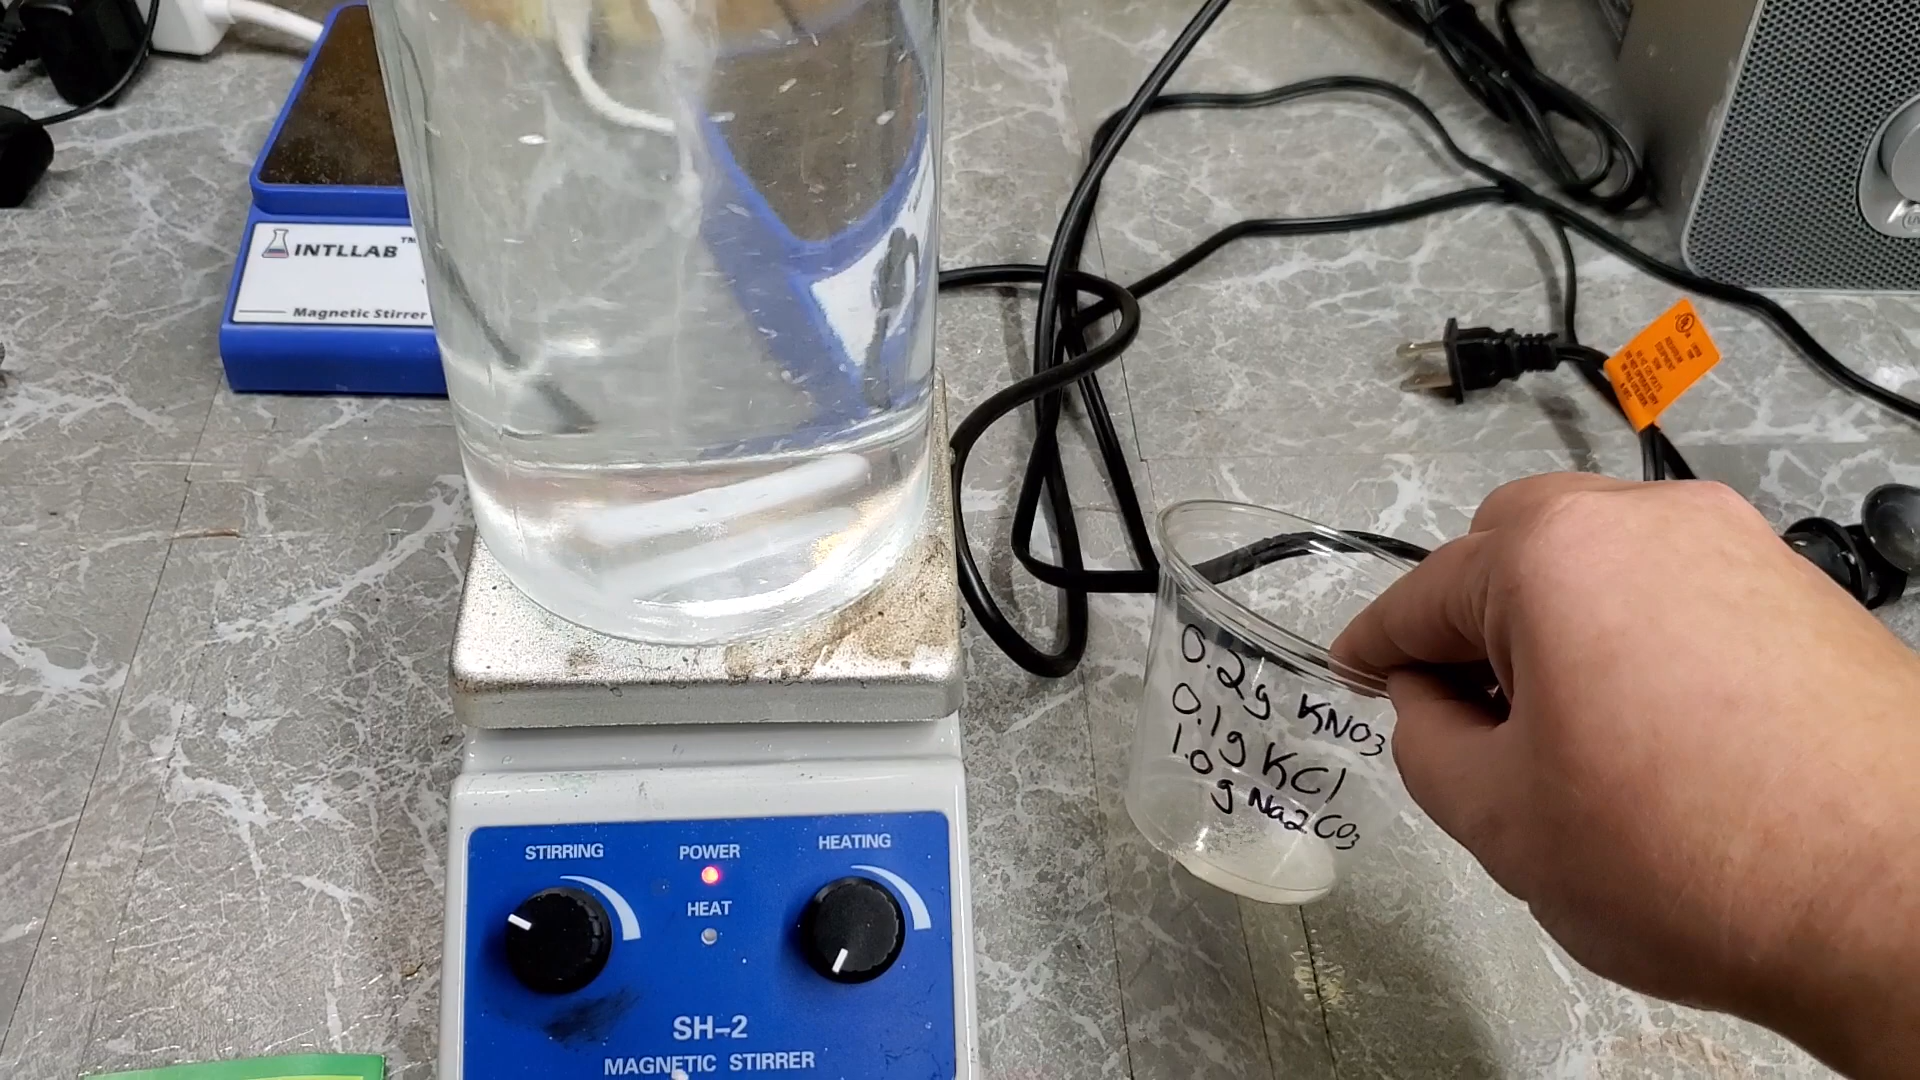 INTLLAB™
Magnetic Stirrer
0.2g KNO3
0.1g KCl
1.0g Na2CO3
STIRRING
POWER
HEATING
HEAT
SH-2
MAGNETIC STIRRER